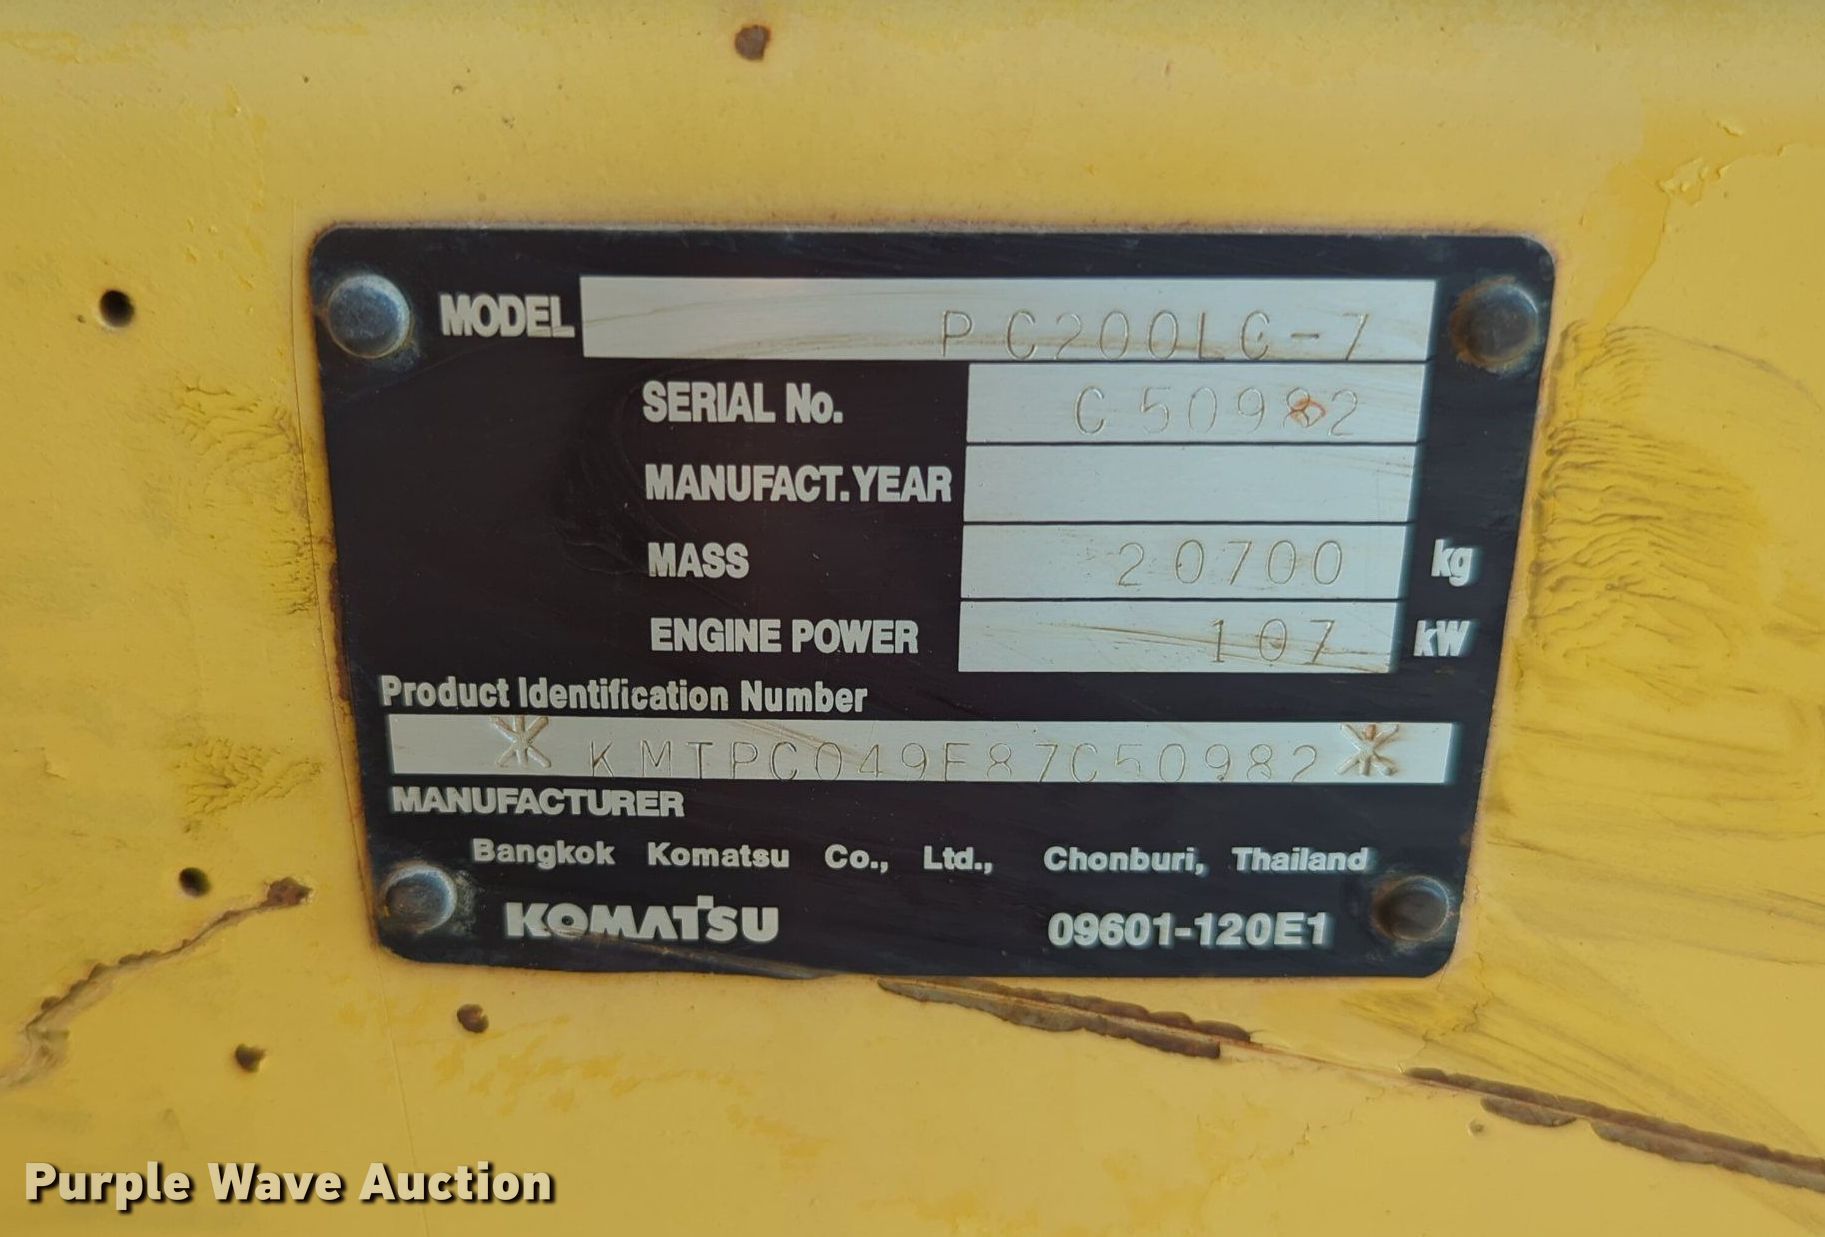 MODEL PC200LC-7
SERIAL No. C50982
MANUFACT.YEAR
MASS 20700 kg
ENGINE POWER 107 kW
Product Identification Number
*KMTPC049E87C50982*
MANUFACTURER
Bangkok Komatsu Co., Ltd., Chonburi, Thailand
KOMATSU 09601-120E1
Purple Wave Auction